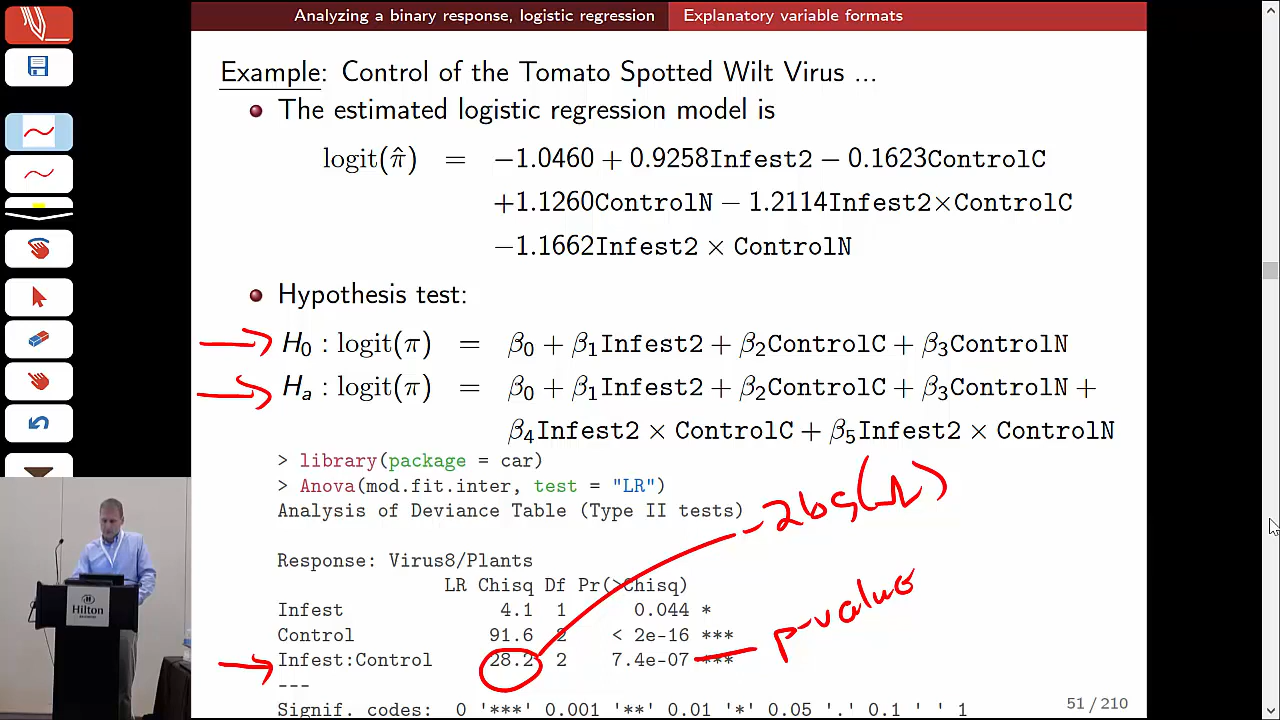 Analyzing a binary response, logistic regression Explanatory variable formats
Example: Control of the Tomato Spotted Wilt Virus ...
The estimated logistic regression model is
logit(π̂) = −1.0460 + 0.9258Infest2 − 0.1623ControlC
+1.1260ControlN − 1.2114Infest2×ControlC
−1.1662Infest2 × ControlN
Hypothesis test:
H₀ : logit(π) = β₀ + β₁Infest2 + β₂ControlC + β₃ControlN
Hₐ : logit(π) = β₀ + β₁Infest2 + β₂ControlC + β₃ControlN +
β₄Infest2 × ControlC + β₅Infest2 × ControlN
> library(package = car)
> Anova(mod.fit.inter, test = "LR")
Analysis of Deviance Table (Type II tests)
-2log(Λ)
Response: Virus8/Plants
LR Chisq Df Pr(>Chisq)
Infest 4.1 1 0.044 *
Control 91.6 2 < 2e-16 ***
Infest:Control 28.2 2 7.4e-07 ***
p-value
---
Signif. codes: 0 '***' 0.001 '**' 0.01 '*' 0.05 '.' 0.1 ' ' 1
51 / 210
Hilton